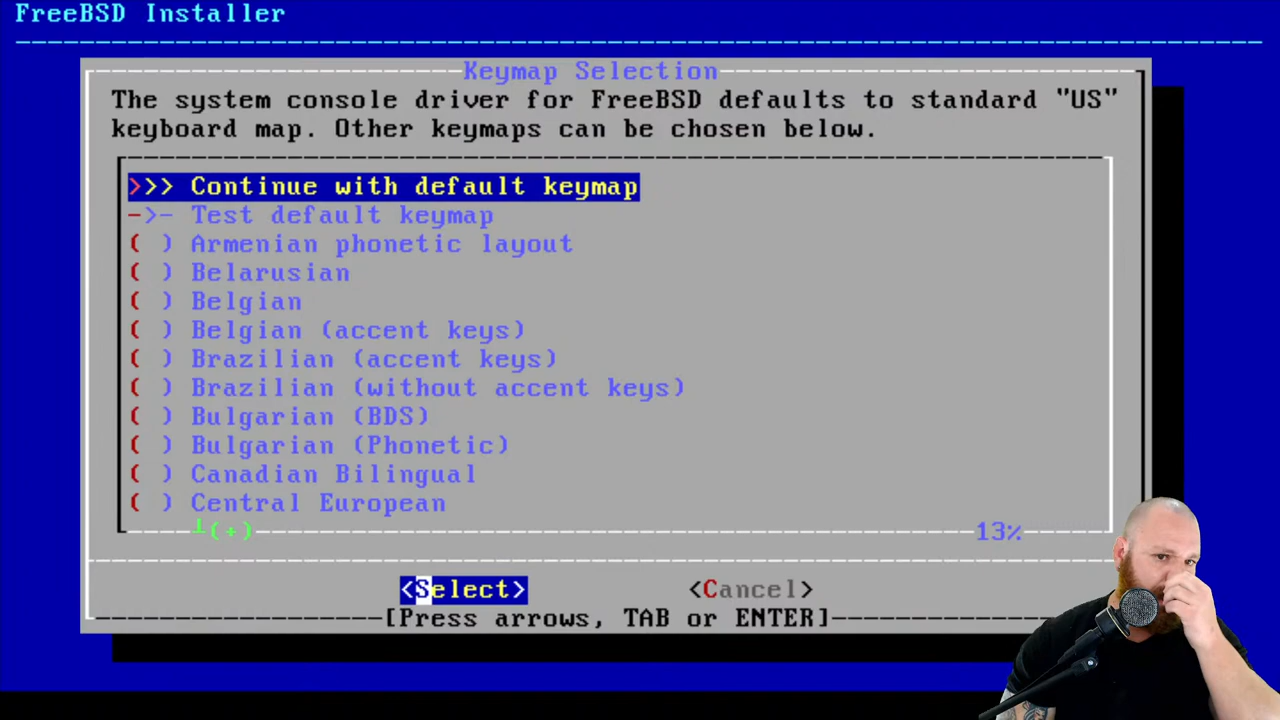 FreeBSD Installer
Keymap Selection
The system console driver for FreeBSD defaults to standard "US"
keyboard map. Other keymaps can be chosen below.
>>> Continue with default keymap
->- Test default keymap
( ) Armenian phonetic layout
( ) Belarusian
( ) Belgian
( ) Belgian (accent keys)
( ) Brazilian (accent keys)
( ) Brazilian (without accent keys)
( ) Bulgarian (BDS)
( ) Bulgarian (Phonetic)
( ) Canadian Bilingual
( ) Central European
┴(+) 13%
<Select> <Cancel>
[Press arrows, TAB or ENTER]